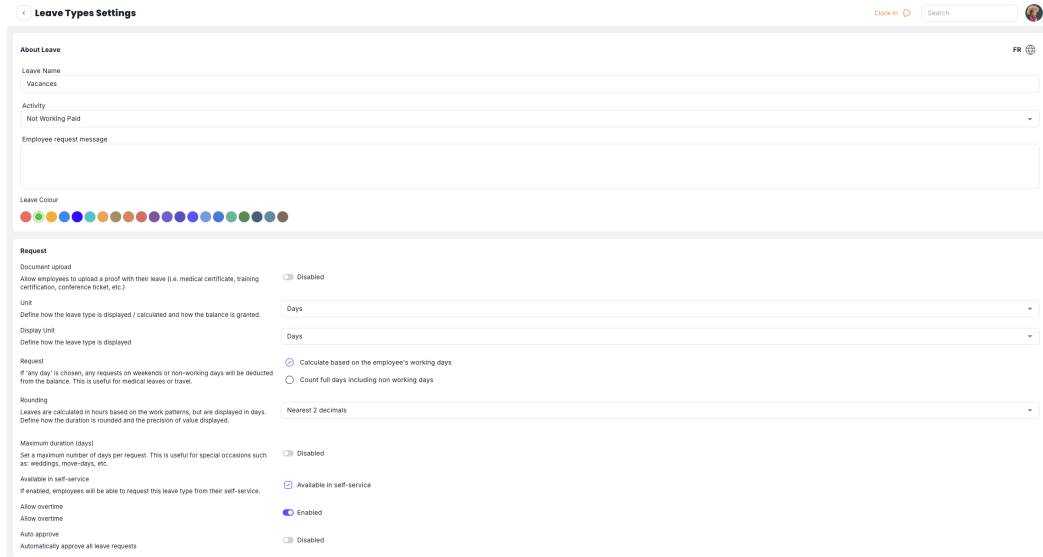 Leave Types Settings
Clock-in
Search
About Leave
FR
Leave Name
Vacances
Activity
Not Working Paid
Employee request message
Leave Colour
Request
Document upload
Allow employees to upload a proof with their leave (i.e. medical certificate, training
certification, conference ticket, etc.)
Disabled
Unit
Define how the leave type is displayed / calculated and how the balance is granted.
Days
Display Unit
Define how the leave type is displayed
Days
Request
If 'any day' is chosen, any requests on weekends or non-working days will be deducted
from the balance. This is useful for medical leaves or travel.
Calculate based on the employee's working days
Count full days including non working days
Rounding
Leaves are calculated in hours based on the work patterns, but are displayed in days.
Define how the duration is rounded and the precision of value displayed.
Nearest 2 decimals
Maximum duration (days)
Set a maximum number of days per request. This is useful for special occasions such
as: weddings, move-days, etc.
Disabled
Available in self-service
If enabled, employees will be able to request this leave type from their self-service.
Available in self-service
Allow overtime
Allow overtime
Enabled
Auto approve
Automatically approve all leave requests
Disabled